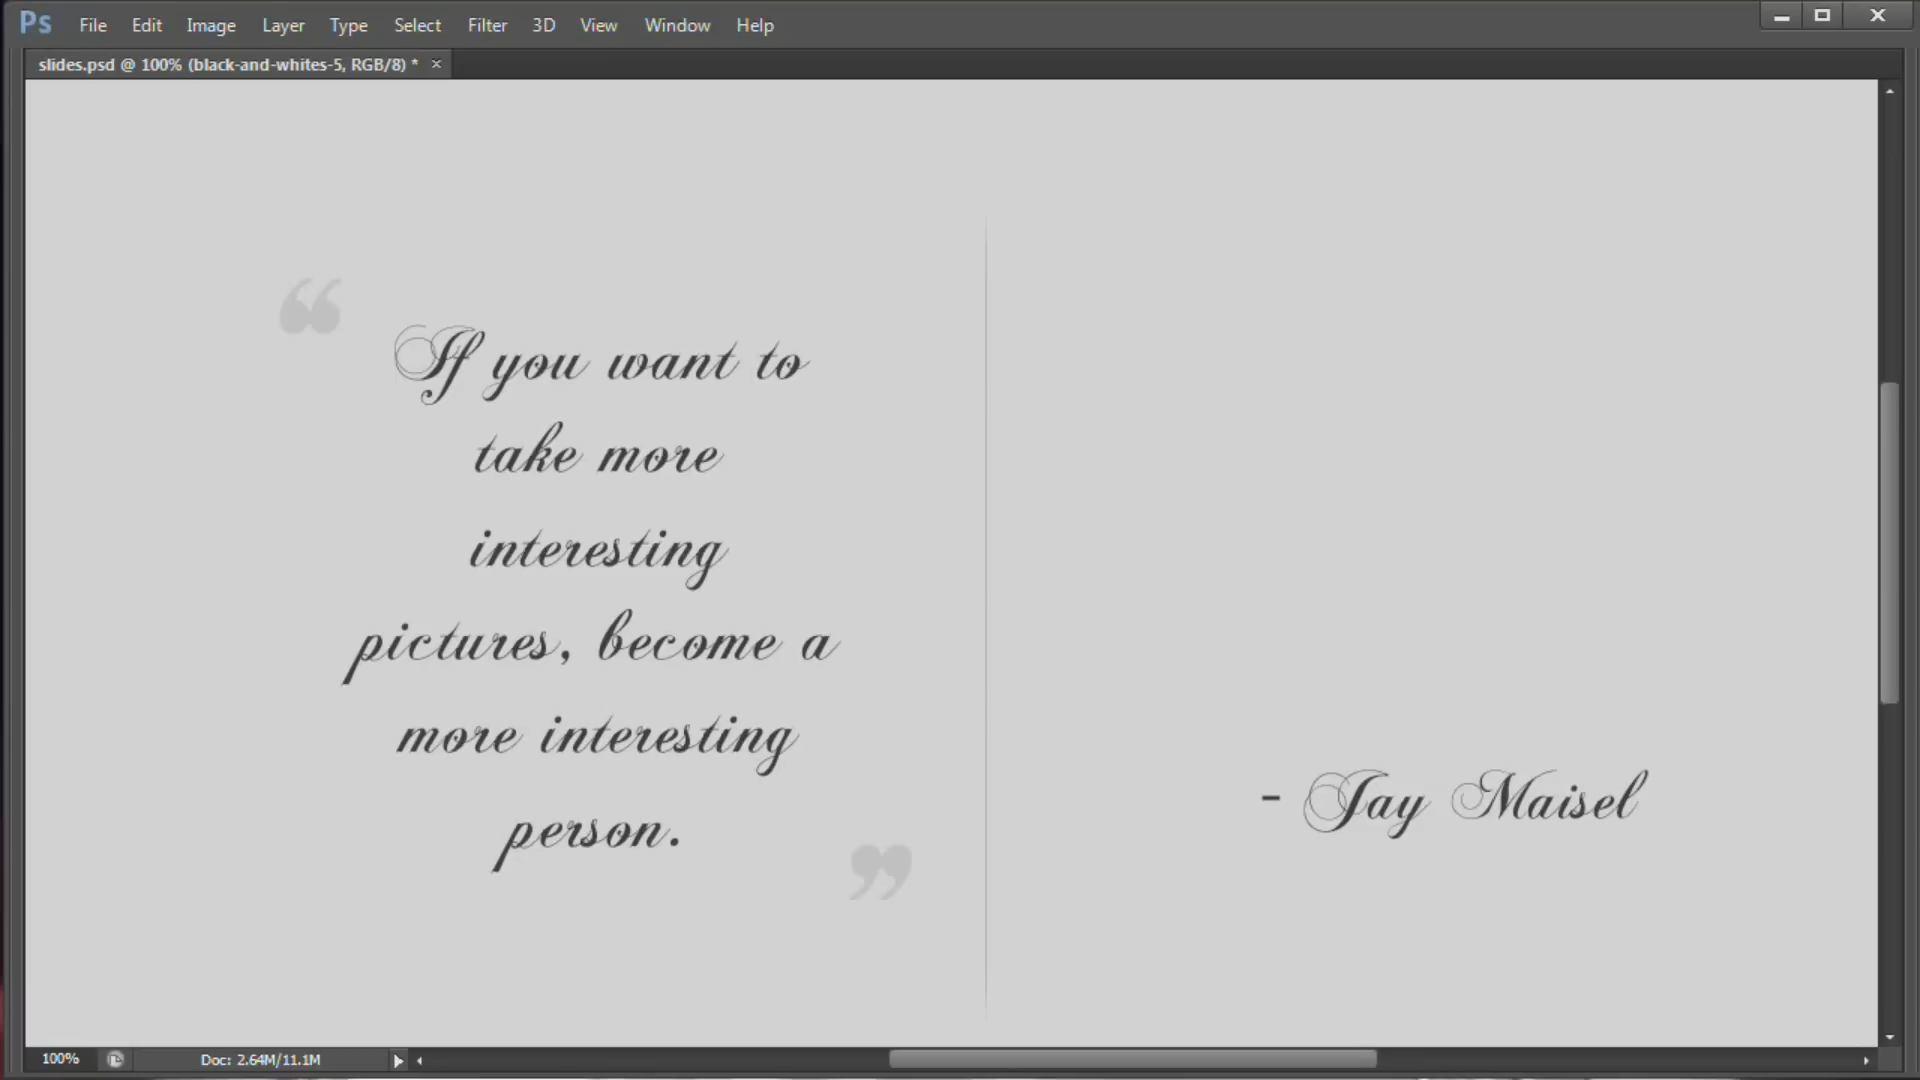 Ps File Edit Image Layer Type Select Filter 3D View Window Help
slides.psd @ 100% (black-and-whites-5, RGB/8) * ×
“
If you want to
take more
interesting
pictures, become a
more interesting
person.
”
- Jay Maisel
100% Doc: 2.64M/11.1M